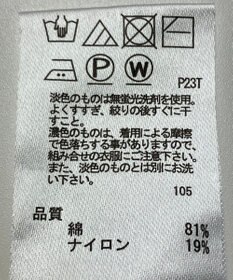 P W
P23T
淡色のものは無蛍光洗剤を使用。
よくすすぎ、絞りの後すぐに干
すこと。
濃色のものは、着用による摩擦
で色落ちする事がありますので、
組み合せの衣服にご注意下さい。
また、淡色のものとは別にお洗
い下さい。
105
品質
綿 81%
ナイロン 19%